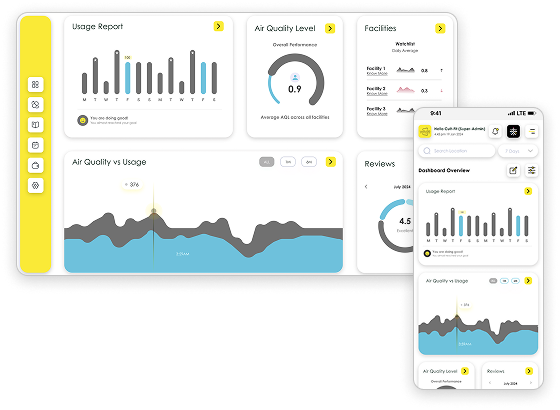 Usage Report
100
M T W T F S M T W T F S
You are doing good!
Air Quality Level
Overall Performance
0.9
Average AQL across all facilities
Facilities
Watchlist
Daily Average
Facility 1
Know More
0.8
Facility 2
Know More
0.3
Facility 3
Know More
Air Quality vs Usage
1m
6m
376
Reviews
July 2024
4.5
Excellent
9:41
LTE
Hello Cult Fit (Super Admin)
Search Location
7 Days
Dashboard Overview
Usage Report
M T W T F S M T W T F S
You are doing good!
Air Quality vs Usage
376
Air Quality Level
Overall Performance
Reviews
July 2024